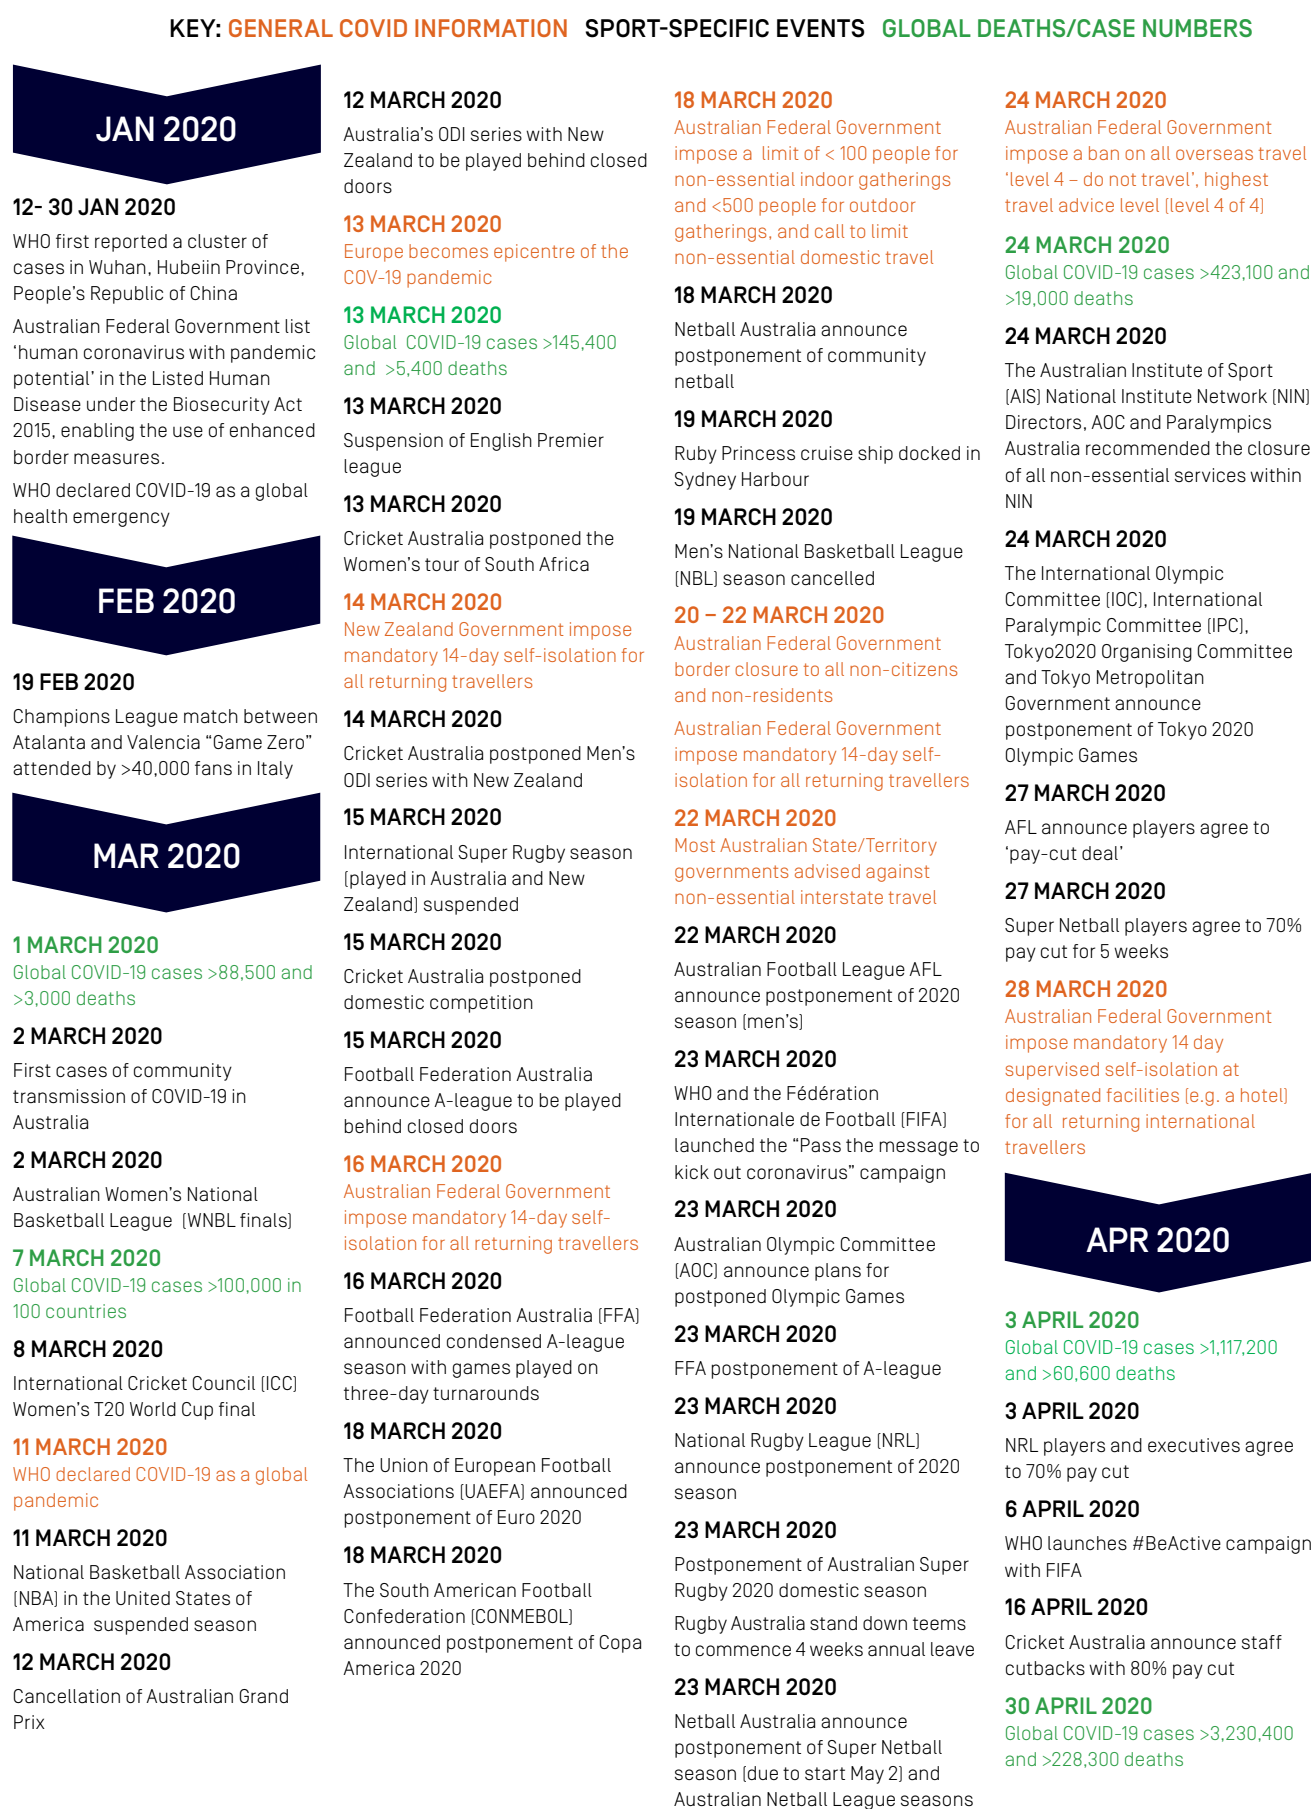 KEY: GENERAL COVID INFORMATION SPORT-SPECIFIC EVENTS GLOBAL DEATHS/CASE NUMBERS
JAN 2020
12- 30 JAN 2020
WHO first reported a cluster of
cases in Wuhan, Hubeiin Province,
People's Republic of China
Australian Federal Government list
'human coronavirus with pandemic
potential' in the Listed Human
Disease under the Biosecurity Act
2015, enabling the use of enhanced
border measures.
WHO declared COVID-19 as a global
health emergency
FEB 2020
19 FEB 2020
Champions League match between
Atalanta and Valencia "Game Zero"
attended by >40,000 fans in Italy
MAR 2020
1 MARCH 2020
Global COVID-19 cases >88,500 and
>3,000 deaths
2 MARCH 2020
First cases of community
transmission of COVID-19 in
Australia
2 MARCH 2020
Australian Women's National
Basketball League (WNBL finals)
7 MARCH 2020
Global COVID-19 cases >100,000 in
100 countries
8 MARCH 2020
International Cricket Council (ICC)
Women's T20 World Cup final
11 MARCH 2020
WHO declared COVID-19 as a global
pandemic
11 MARCH 2020
National Basketball Association
(NBA) in the United States of
America suspended season
12 MARCH 2020
Cancellation of Australian Grand
Prix
12 MARCH 2020
Australia's ODI series with New
Zealand to be played behind closed
doors
13 MARCH 2020
Europe becomes epicentre of the
COV-19 pandemic
13 MARCH 2020
Global COVID-19 cases >145,400
and >5,400 deaths
13 MARCH 2020
Suspension of English Premier
league
13 MARCH 2020
Cricket Australia postponed the
Women's tour of South Africa
14 MARCH 2020
New Zealand Government impose
mandatory 14-day self-isolation for
all returning travellers
14 MARCH 2020
Cricket Australia postponed Men's
ODI series with New Zealand
15 MARCH 2020
International Super Rugby season
(played in Australia and New
Zealand) suspended
15 MARCH 2020
Cricket Australia postponed
domestic competition
15 MARCH 2020
Football Federation Australia
announce A-league to be played
behind closed doors
16 MARCH 2020
Australian Federal Government
impose mandatory 14-day self-
isolation for all returning travellers
16 MARCH 2020
Football Federation Australia (FFA)
announced condensed A-league
season with games played on
three-day turnarounds
18 MARCH 2020
The Union of European Football
Associations (UAEFA) announced
postponement of Euro 2020
18 MARCH 2020
The South American Football
Confederation (CONMEBOL)
announced postponement of Copa
America 2020
18 MARCH 2020
Australian Federal Government
impose a limit of < 100 people for
non-essential indoor gatherings
and <500 people for outdoor
gatherings, and call to limit
non-essential domestic travel
18 MARCH 2020
Netball Australia announce
postponement of community
netball
19 MARCH 2020
Ruby Princess cruise ship docked in
Sydney Harbour
19 MARCH 2020
Men's National Basketball League
(NBL) season cancelled
20 – 22 MARCH 2020
Australian Federal Government
border closure to all non-citizens
and non-residents
Australian Federal Government
impose mandatory 14-day self-
isolation for all returning travellers
22 MARCH 2020
Most Australian State/Territory
governments advised against
non-essential interstate travel
22 MARCH 2020
Australian Football League AFL
announce postponement of 2020
season (men's)
23 MARCH 2020
WHO and the Fédération
Internationale de Football (FIFA)
launched the "Pass the message to
kick out coronavirus" campaign
23 MARCH 2020
Australian Olympic Committee
(AOC) announce plans for
postponed Olympic Games
23 MARCH 2020
FFA postponement of A-league
23 MARCH 2020
National Rugby League (NRL)
announce postponement of 2020
season
23 MARCH 2020
Postponement of Australian Super
Rugby 2020 domestic season
Rugby Australia stand down teems
to commence 4 weeks annual leave
23 MARCH 2020
Netball Australia announce
postponement of Super Netball
season (due to start May 2) and
Australian Netball League seasons
24 MARCH 2020
Australian Federal Government
impose a ban on all overseas travel
'level 4 – do not travel', highest
travel advice level (level 4 of 4)
24 MARCH 2020
Global COVID-19 cases >423,100 and
>19,000 deaths
24 MARCH 2020
The Australian Institute of Sport
(AIS) National Institute Network (NIN)
Directors, AOC and Paralympics
Australia recommended the closure
of all non-essential services within
NIN
24 MARCH 2020
The International Olympic
Committee (IOC), International
Paralympic Committee (IPC),
Tokyo2020 Organising Committee
and Tokyo Metropolitan
Government announce
postponement of Tokyo 2020
Olympic Games
27 MARCH 2020
AFL announce players agree to
'pay-cut deal'
27 MARCH 2020
Super Netball players agree to 70%
pay cut for 5 weeks
28 MARCH 2020
Australian Federal Government
impose mandatory 14 day
supervised self-isolation at
designated facilities (e.g. a hotel)
for all returning international
travellers
APR 2020
3 APRIL 2020
Global COVID-19 cases >1,117,200
and >60,600 deaths
3 APRIL 2020
NRL players and executives agree
to 70% pay cut
6 APRIL 2020
WHO launches #BeActive campaign
with FIFA
16 APRIL 2020
Cricket Australia announce staff
cutbacks with 80% pay cut
30 APRIL 2020
Global COVID-19 cases >3,230,400
and >228,300 deaths